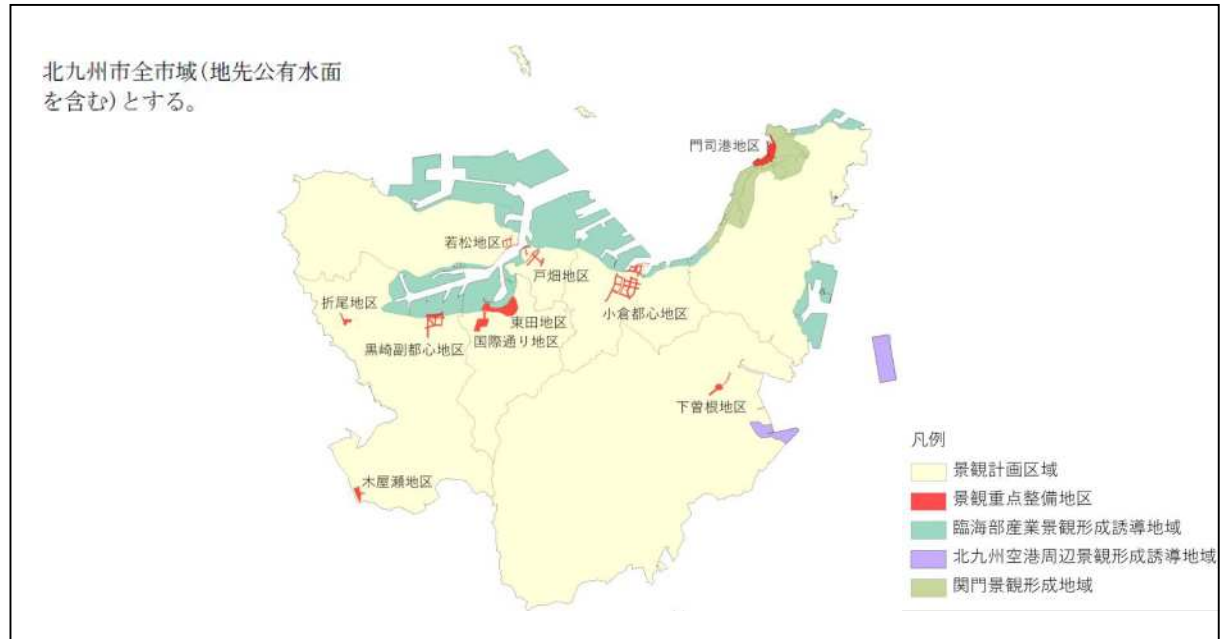 北九州市全市域(地先公有水面
を含む)とする。
門司港地区
若松地区
戸畑地区
折尾地区
小倉都心地区
東田地区
黒崎副都心地区
国際通り地区
下曽根地区
木屋瀬地区
凡例
景観計画区域
景観重点整備地区
臨海部産業景観形成誘導地域
北九州空港周辺景観形成誘導地域
関門景観形成地域